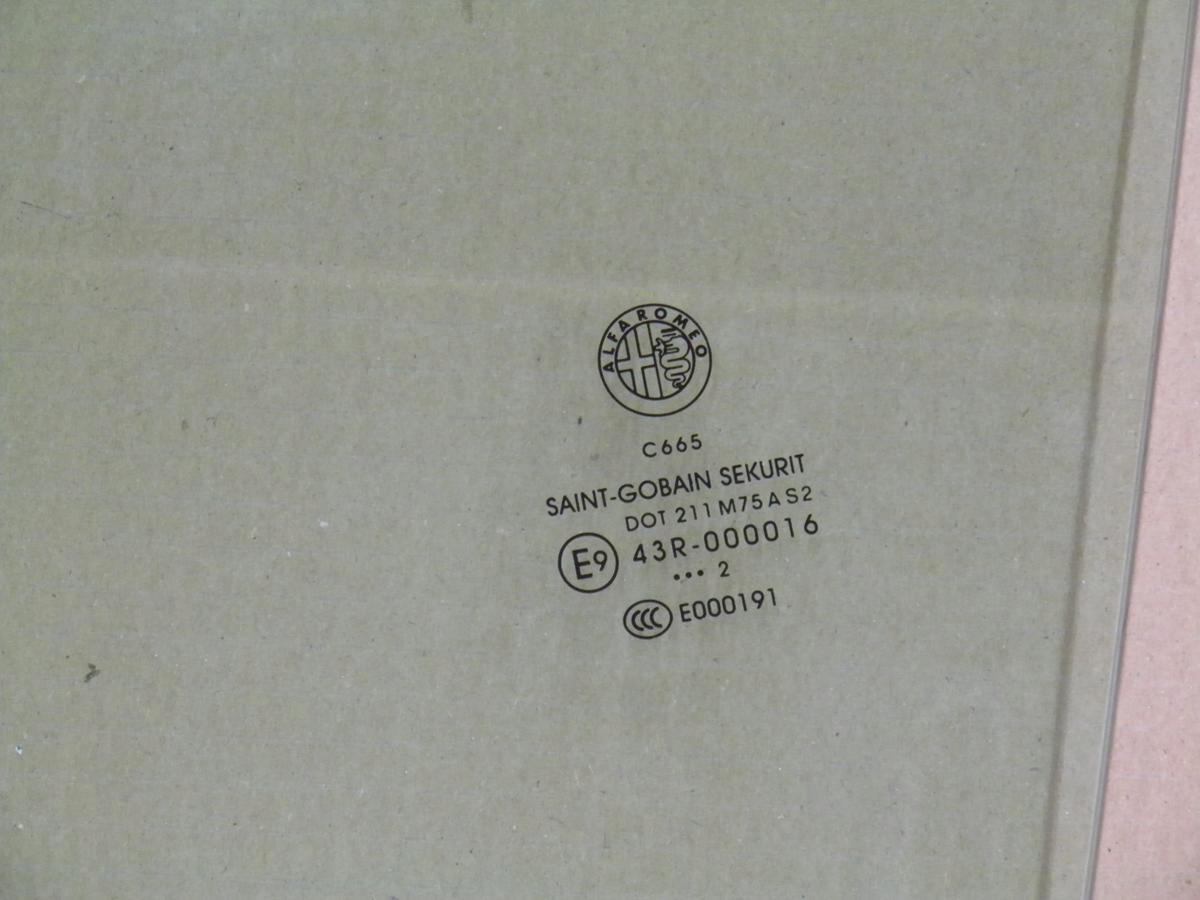 ALFA ROMEO
C665
SAINT-GOBAIN SEKURIT
DOT 211 M75 A S2
E9 43R-000016
••• 2
CCC E000191